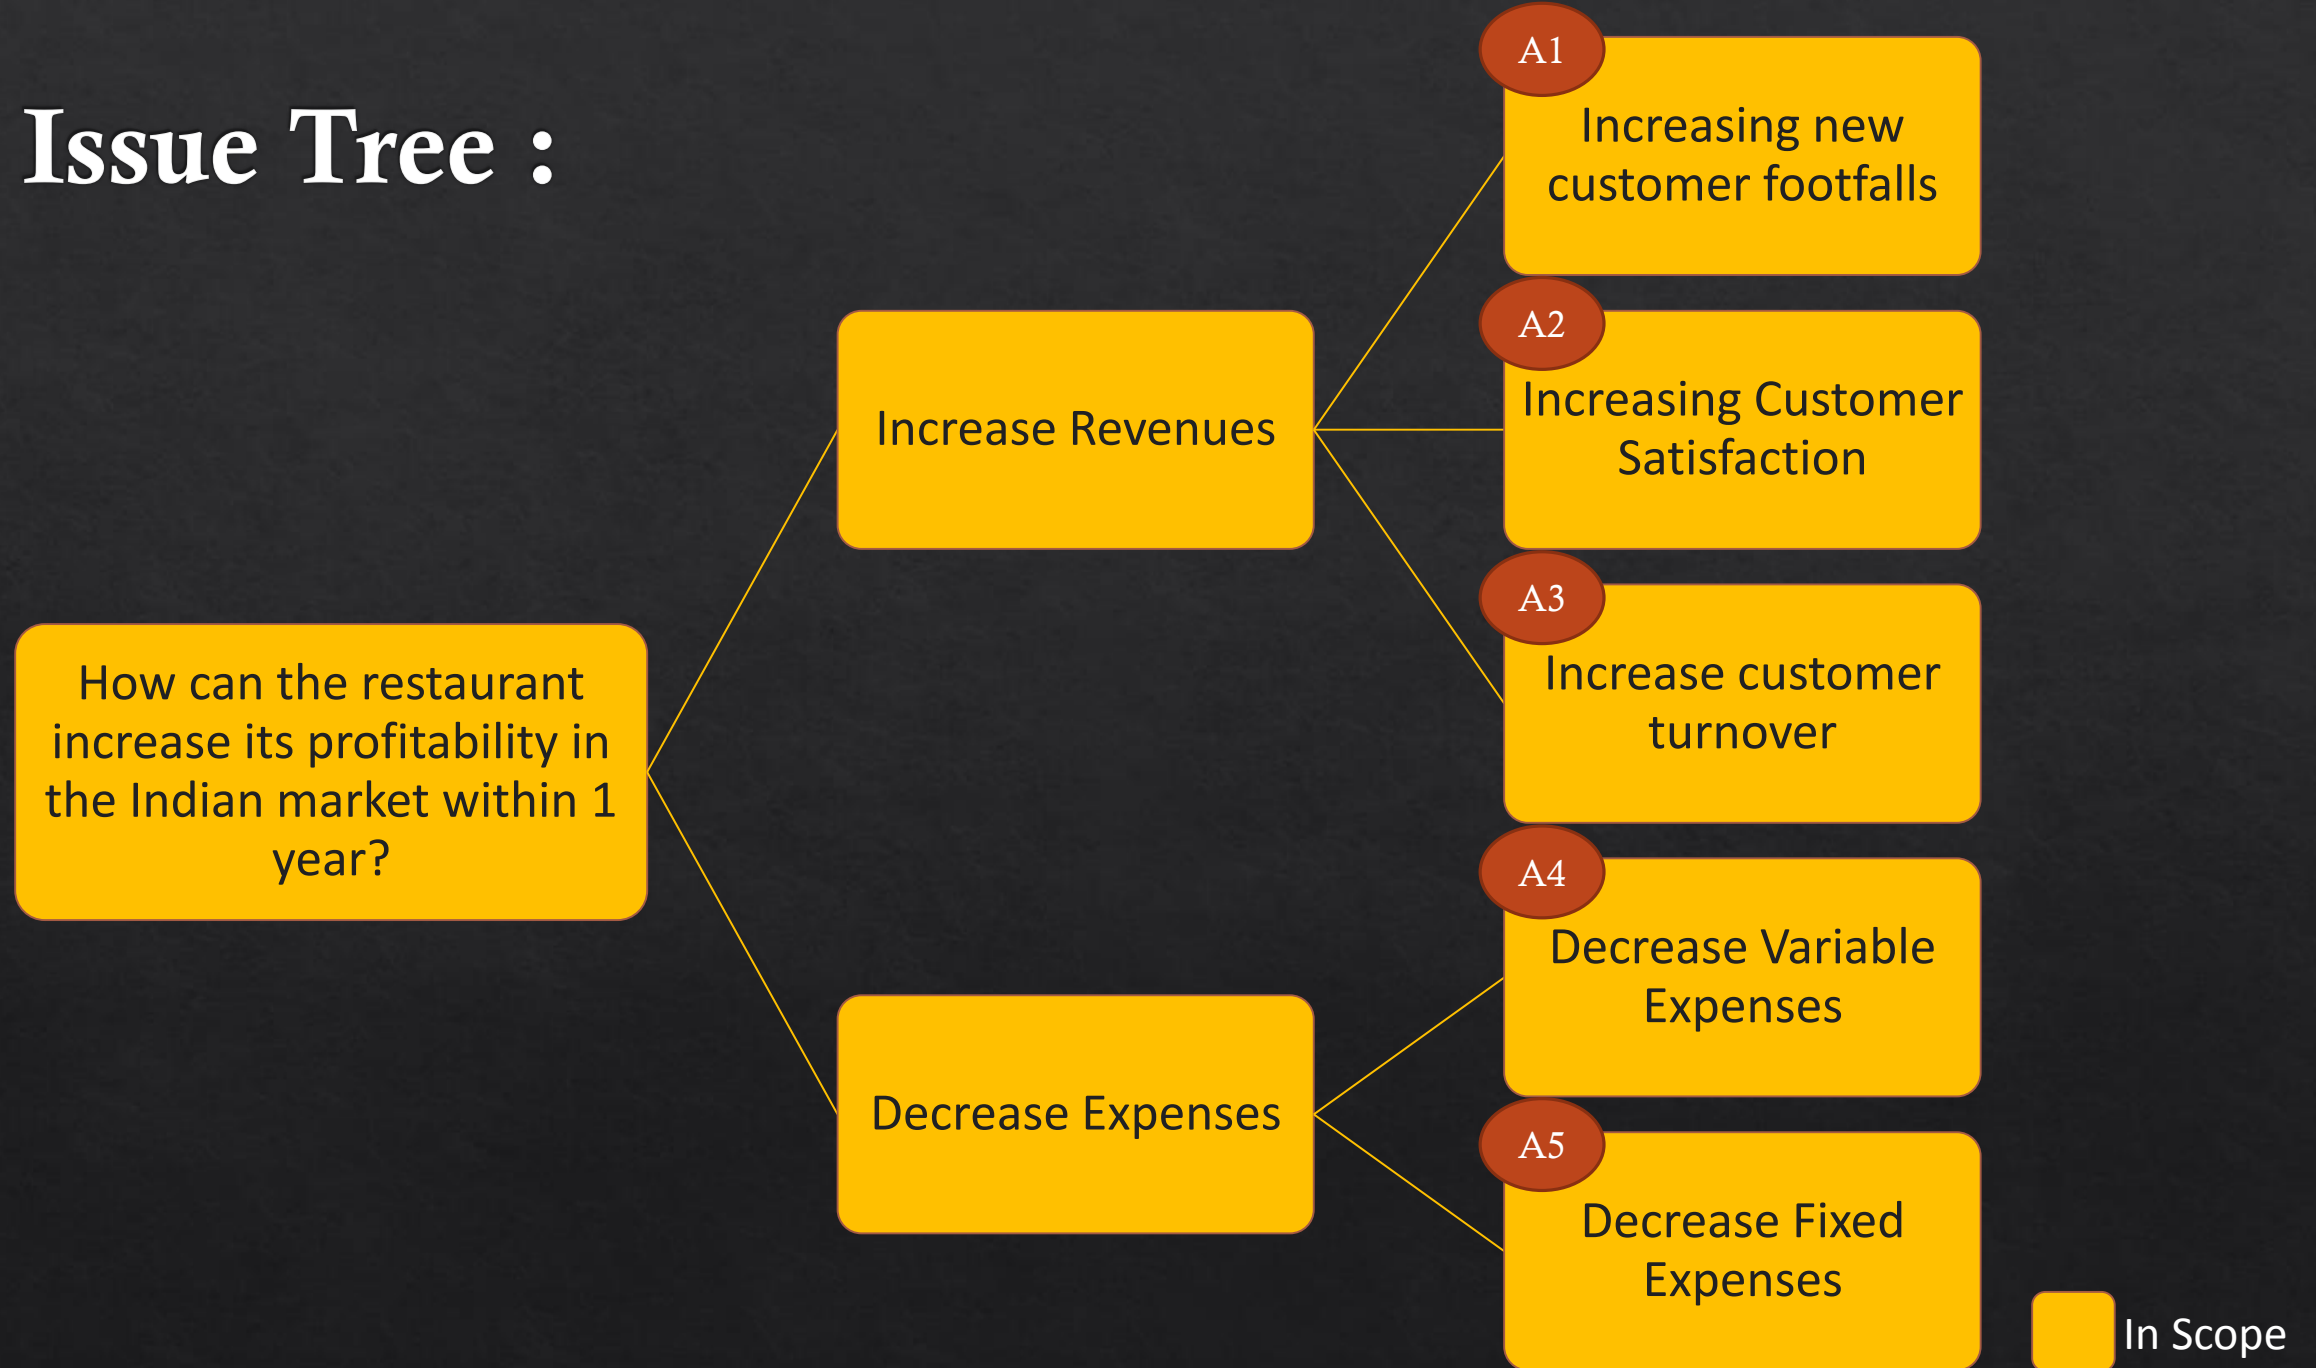 Issue Tree :
How can the restaurant
increase its profitability in
the Indian market within 1
year?
Increase Revenues
A1
Increasing new
customer footfalls
A2
Increasing Customer
Satisfaction
A3
Increase customer
turnover
Decrease Expenses
A4
Decrease Variable
Expenses
A5
Decrease Fixed
Expenses
In Scope